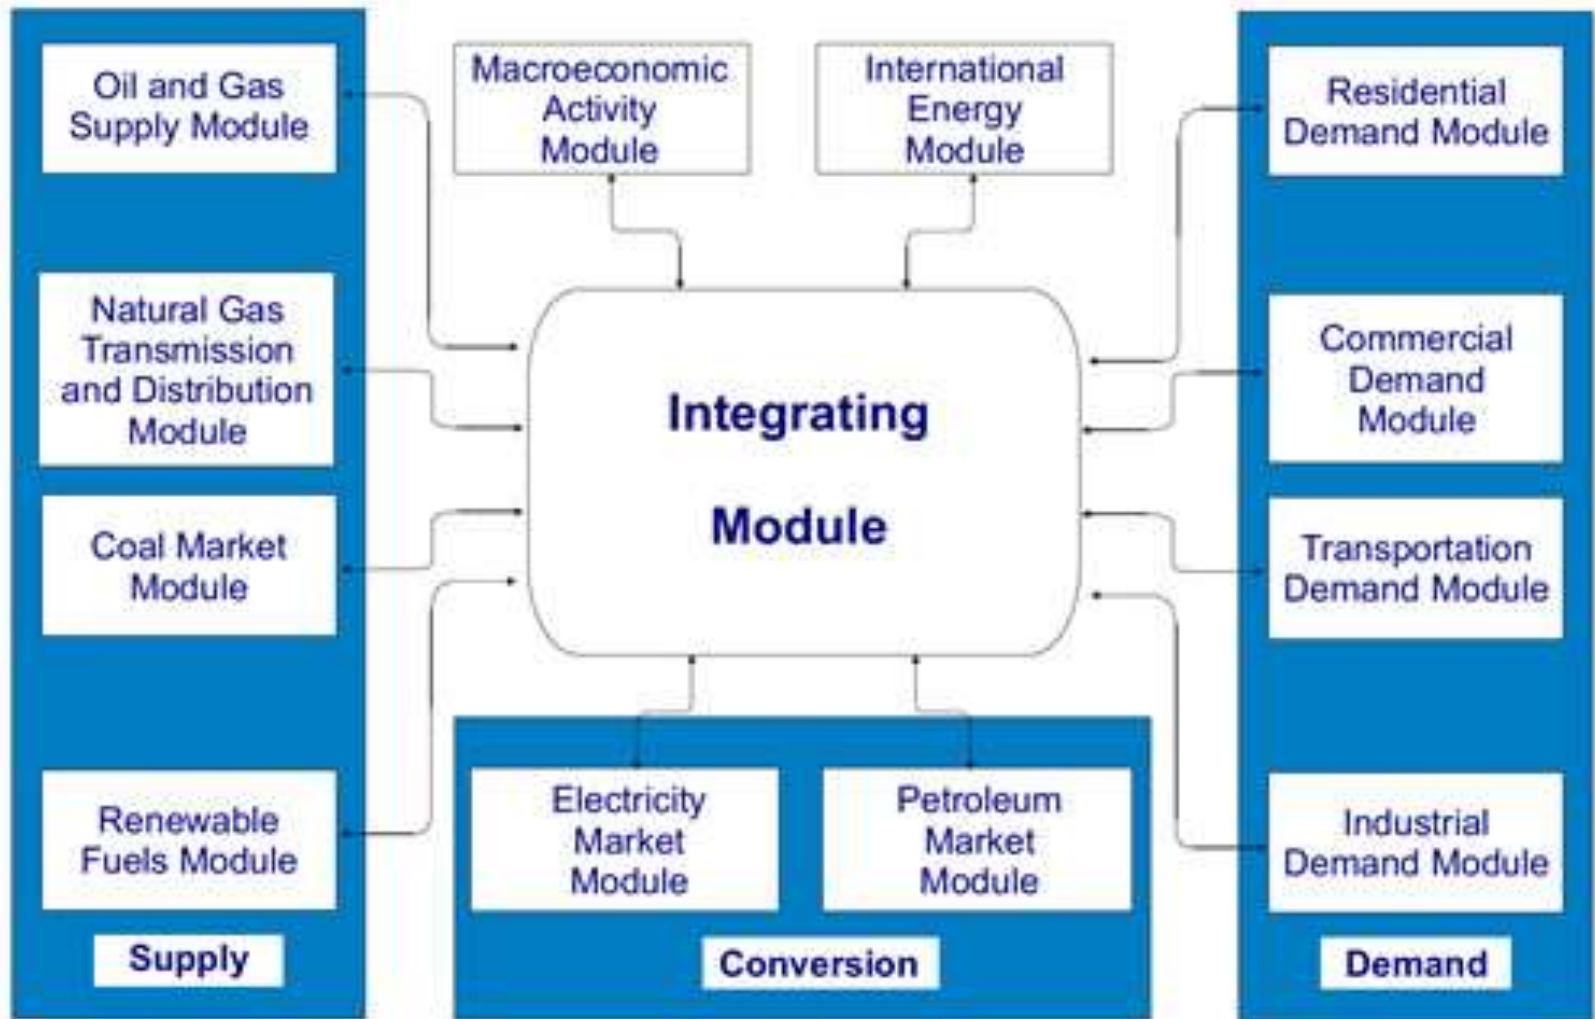 Oil and Gas
Supply Module
Natural Gas
Transmission
and Distribution
Module
Coal Market
Module
Renewable
Fuels Module
Supply
Macroeconomic
Activity
Module
International
Energy
Module
Integrating
Module
Electricity
Market
Module
Petroleum
Market
Module
Conversion
Residential
Demand Module
Commercial
Demand
Module
Transportation
Demand Module
Industrial
Demand Module
Demand